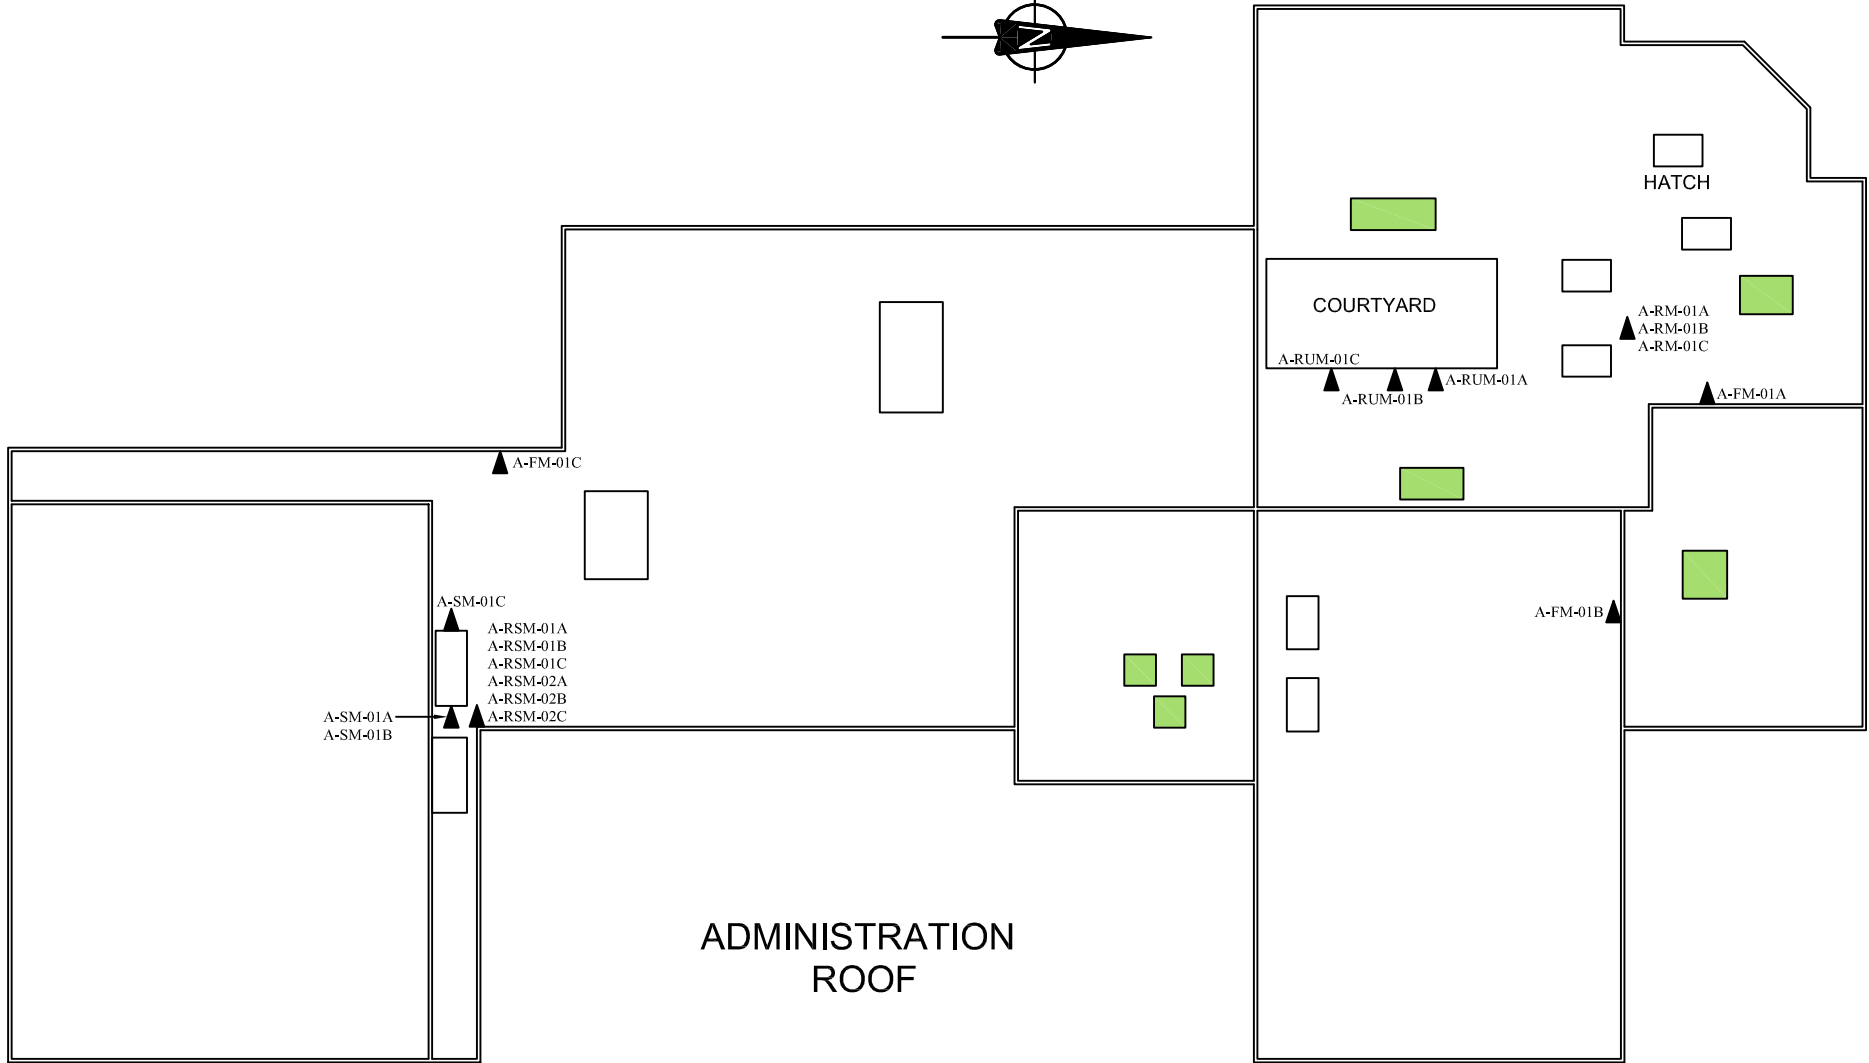 N
HATCH
COURTYARD
A-RM-01A
A-RM-01B
A-RM-01C
A-RUM-01C
A-RUM-01A
A-RUM-01B
A-FM-01A
A-FM-01C
A-SM-01C
A-RSM-01A
A-RSM-01B
A-RSM-01C
A-RSM-02A
A-RSM-02B
A-RSM-02C
A-SM-01A
A-SM-01B
A-FM-01B
ADMINISTRATION
ROOF